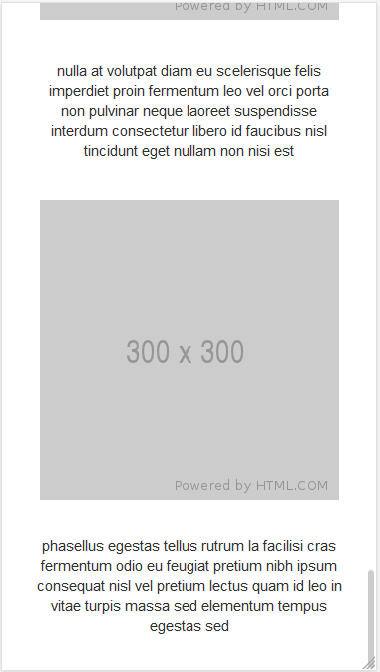 Powered by HTML.COM
nulla at volutpat diam eu scelerisque felis
imperdiet proin fermentum leo vel orci porta
non pulvinar neque laoreet suspendisse
interdum consectetur libero id faucibus nisl
tincidunt eget nullam non nisi est
300 x 300
Powered by HTML.COM
phasellus egestas tellus rutrum la facilisi cras
fermentum odio eu feugiat pretium nibh ipsum
consequat nisl vel pretium lectus quam id leo in
vitae turpis massa sed elementum tempus
egestas sed